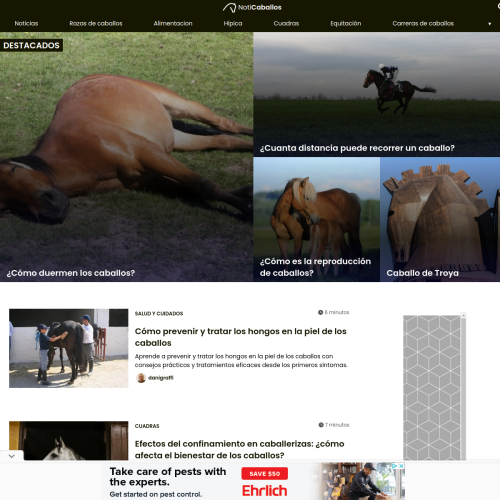 NotiCaballos
Noticias Razas de caballos Alimentacion Hipica Cuadras Equitación Carreras de caballos
DESTACADOS
¿Cuanta distancia puede recorrer un caballo?
¿Cómo duermen los caballos?
¿Cómo es la reproducción
de caballos?
Caballo de Troya
SALUD Y CUIDADOS 6 minutos
Cómo prevenir y tratar los hongos en la piel de los
caballos
Aprende a prevenir y tratar los hongos en la piel de los caballos con
consejos prácticos y tratamientos eficaces desde los primeros síntomas.
danigraffi
CUADRAS 7 minutos
Efectos del confinamiento en caballerizas: ¿cómo
afecta el bienestar de los caballos?
Take care of pests with
the experts.
Get started on pest control.
SAVE $50
Ehrlich